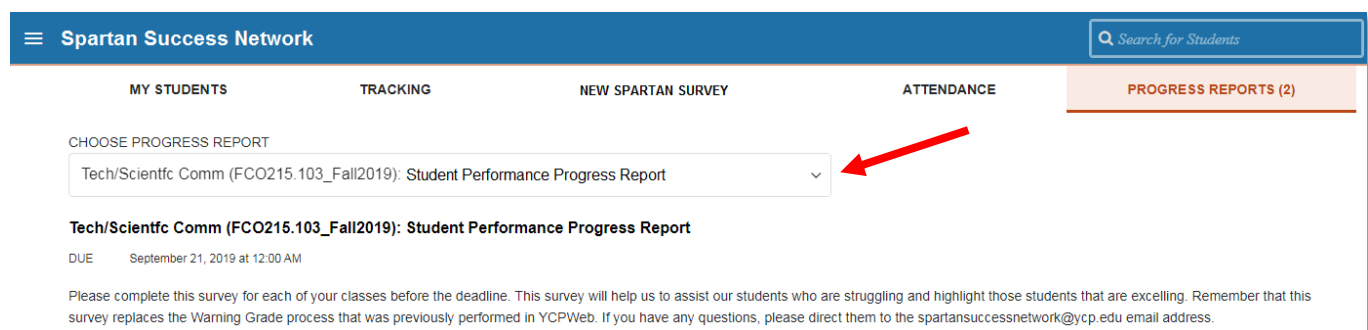 Spartan Success Network
Search for Students
MY STUDENTS
TRACKING
NEW SPARTAN SURVEY
ATTENDANCE
PROGRESS REPORTS (2)
CHOOSE PROGRESS REPORT
Tech/Scientfc Comm (FCO215.103_Fall2019): Student Performance Progress Report
Tech/Scientfc Comm (FCO215.103_Fall2019): Student Performance Progress Report
DUE September 21, 2019 at 12:00 AM
Please complete this survey for each of your classes before the deadline. This survey will help us to assist our students who are struggling and highlight those students that are excelling. Remember that this
survey replaces the Warning Grade process that was previously performed in YCPWeb. If you have any questions, please direct them to the spartansuccessnetwork@ycp.edu email address.